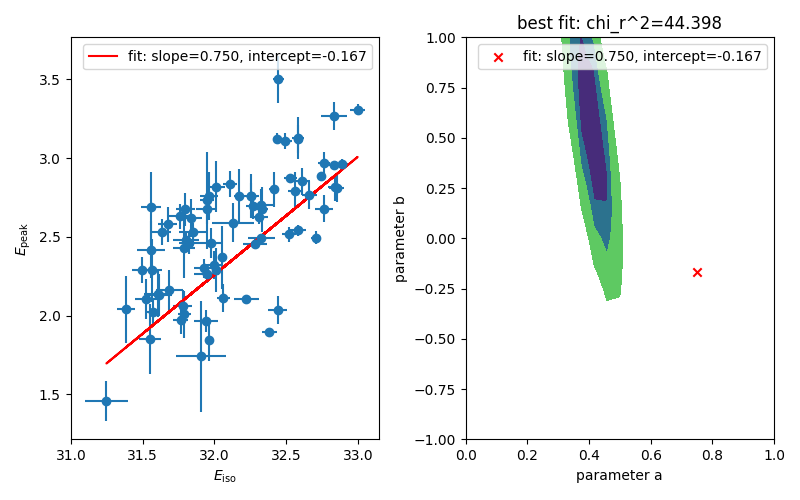 fit: slope=0.750, intercept=-0.167
3.5
3.0
2.5
2.0
1.5
E_peak
31.0 31.5 32.0 32.5 33.0
E_iso
best fit: chi_r^2=44.398
fit: slope=0.750, intercept=-0.167
1.00
0.75
0.50
0.25
0.00
−0.25
−0.50
−0.75
−1.00
parameter b
0.0 0.2 0.4 0.6 0.8 1.0
parameter a